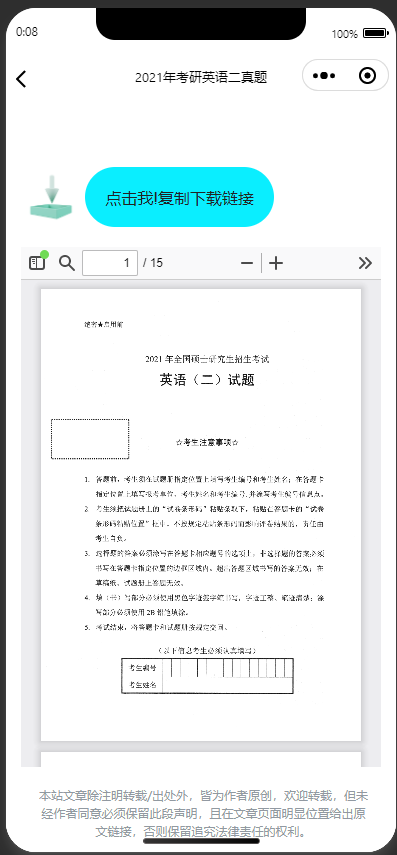 0:08
100%
2021年考研英语二真题
点击我!复制下载链接
1 / 15
绝密★启用前
2021 年全国硕士研究生招生考试
英语（二）试题
☆考生注意事项☆
1. 答题前，考生须在试题册指定位置上填写考生编号和考生姓名；在答题卡
指定位置上填写报考单位、考生姓名和考生编号,并涂写考生编号信息点。
2. 考生须把试题册上的“试卷条形码”粘贴条取下，粘贴在答题卡的“试卷
条形码粘贴位置”框中。不按规定粘贴条形码而影响评卷结果的，责任由
考生自负。
3. 选择题的答案必须涂写在答题卡相应题号的选项上，非选择题的答案必须
书写在答题卡指定位置的边框区域内。超出答题区域书写的答案无效；在
草稿纸、试题册上答题无效。
4. 填（书）写部分必须使用黑色字迹签字笔书写，字迹工整、笔迹清楚；涂
写部分必须使用 2B 铅笔填涂。
5. 考试结束，将答题卡和试题册按规定交回。
（以下信息考生必须认真填写）
考生编号
考生姓名
本站文章除注明转载/出处外，皆为作者原创，欢迎转载，但未
经作者同意必须保留此段声明，且在文章页面明显位置给出原
文链接，否则保留追究法律责任的权利。